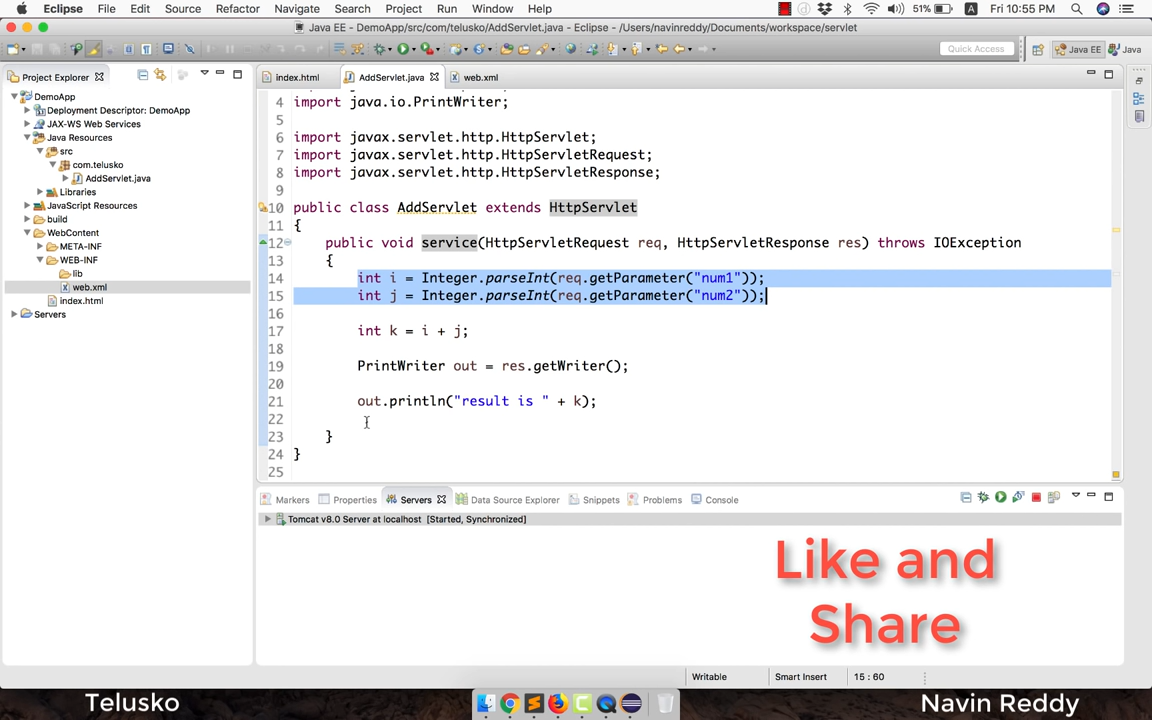 Eclipse File Edit Source Refactor Navigate Search Project Run Window Help 51% A Fri 10:55 PM
Java EE - DemoApp/src/com/telusko/AddServlet.java - Eclipse - /Users/navinreddy/Documents/workspace/servlet
Quick Access Java EE Java
Project Explorer
DemoApp
Deployment Descriptor: DemoApp
JAX-WS Web Services
Java Resources
src
com.telusko
AddServlet.java
Libraries
JavaScript Resources
build
WebContent
META-INF
WEB-INF
lib
web.xml
index.html
Servers
index.html AddServlet.java web.xml
4 import java.io.PrintWriter;
5
6 import javax.servlet.http.HttpServlet;
7 import javax.servlet.http.HttpServletRequest;
8 import javax.servlet.http.HttpServletResponse;
9
10 public class AddServlet extends HttpServlet
11 {
12 public void service(HttpServletRequest req, HttpServletResponse res) throws IOException
13 {
14 int i = Integer.parseInt(req.getParameter("num1"));
15 int j = Integer.parseInt(req.getParameter("num2"));
16
17 int k = i + j;
18
19 PrintWriter out = res.getWriter();
20
21 out.println("result is " + k);
22
23 }
24 }
25
Markers Properties Servers Data Source Explorer Snippets Problems Console
Tomcat v8.0 Server at localhost [Started, Synchronized]
Like and
Share
Writable Smart Insert 15 : 60
Telusko Navin Reddy